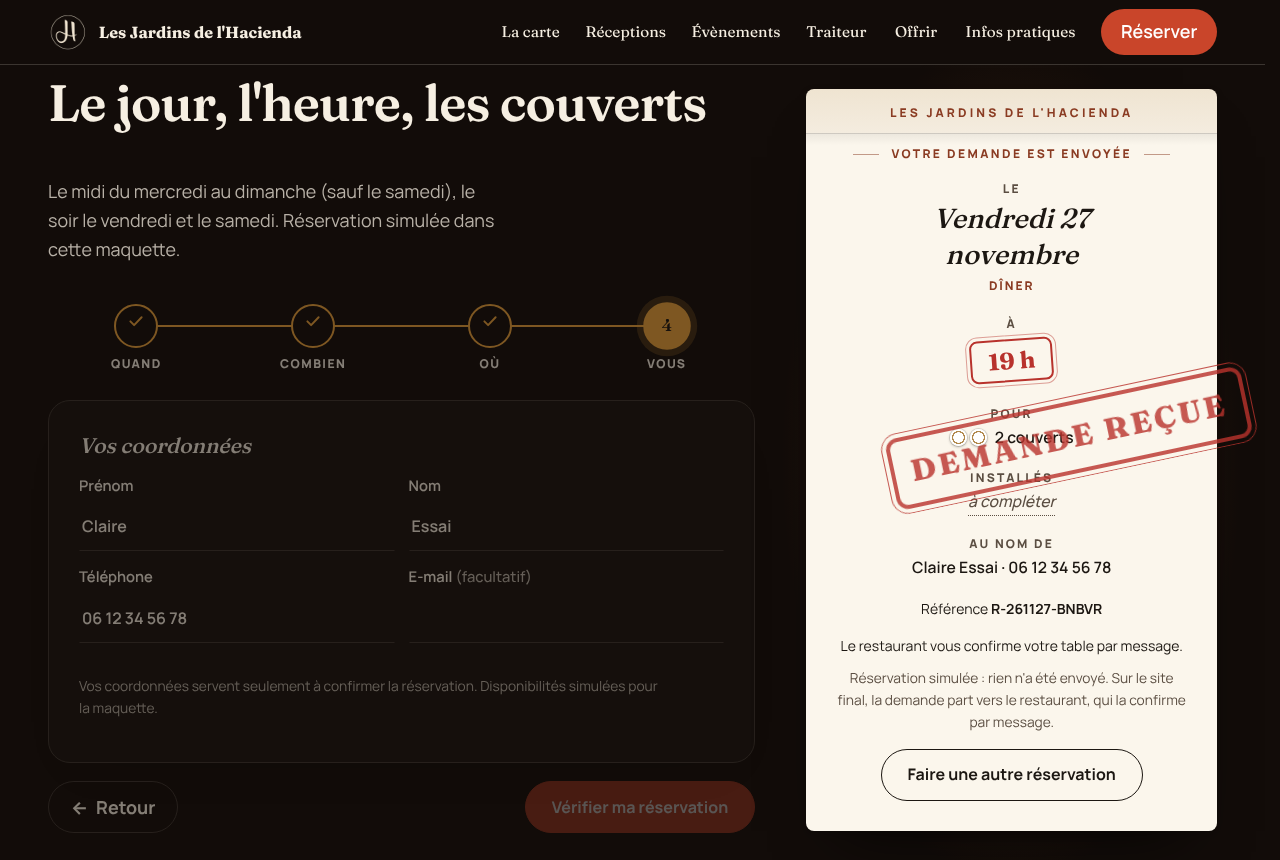 Les Jardins de l'Hacienda
La carte
Réceptions
Évènements
Traiteur
Offrir
Infos pratiques
Réserver
Le jour, l'heure, les couverts
Le midi du mercredi au dimanche (sauf le samedi), le
soir le vendredi et le samedi. Réservation simulée dans
cette maquette.
4
QUAND
COMBIEN
OÙ
VOUS
Vos coordonnées
Prénom
Nom
Claire
Essai
Téléphone
E-mail (facultatif)
06 12 34 56 78
Vos coordonnées servent seulement à confirmer la réservation. Disponibilités simulées pour
la maquette.
← Retour
Vérifier ma réservation
LES JARDINS DE L'HACIENDA
VOTRE DEMANDE EST ENVOYÉE
LE
Vendredi 27
novembre
DÎNER
À
19 h
POUR
2 couverts
DEMANDE REÇUE
INSTALLÉS
à compléter
AU NOM DE
Claire Essai · 06 12 34 56 78
Référence R-261127-BNBVR
Le restaurant vous confirme votre table par message.
Réservation simulée : rien n'a été envoyé. Sur le site
final, la demande part vers le restaurant, qui la confirme
par message.
Faire une autre réservation